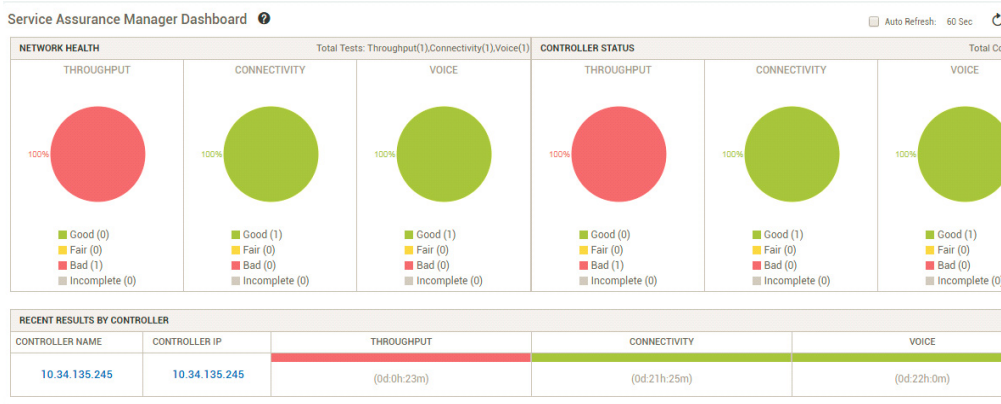 Service Assurance Manager Dashboard ?
Auto Refresh: 60 Sec
NETWORK HEALTH Total Tests: Throughput(1),Connectivity(1),Voice(1) CONTROLLER STATUS Total Co
THROUGHPUT CONNECTIVITY VOICE THROUGHPUT CONNECTIVITY VOICE
100% 100% 100% 100% 100% 100%
Good (0) Good (1) Good (1) Good (0) Good (1) Good (1)
Fair (0) Fair (0) Fair (0) Fair (0) Fair (0) Fair (0)
Bad (1) Bad (0) Bad (0) Bad (1) Bad (0) Bad (0)
Incomplete (0) Incomplete (0) Incomplete (0) Incomplete (0) Incomplete (0) Incomplete (0
RECENT RESULTS BY CONTROLLER
CONTROLLER NAME CONTROLLER IP THROUGHPUT CONNECTIVITY VOICE
10.34.135.245 10.34.135.245 (0d:0h:23m) (0d:21h:25m) (0d:22h:0m)